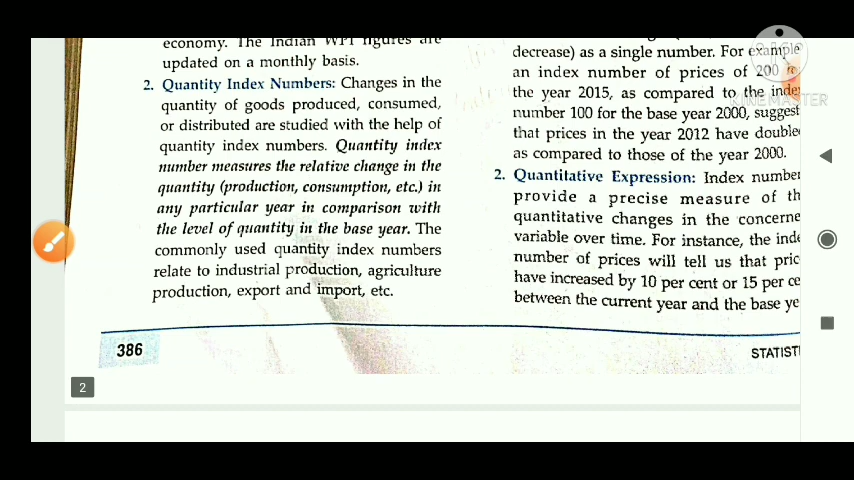 economy. The Indian WPI figures are
updated on a monthly basis.
2. Quantity Index Numbers: Changes in the
quantity of goods produced, consumed,
or distributed are studied with the help of
quantity index numbers. Quantity index
number measures the relative change in the
quantity (production, consumption, etc.) in
any particular year in comparison with
the level of quantity in the base year. The
commonly used quantity index numbers
relate to industrial production, agriculture
production, export and import, etc.
decrease) as a single number. For example
an index number of prices of 200
the year 2015, as compared to the inde
number 100 for the base year 2000, suggest
that prices in the year 2012 have double
as compared to those of the year 2000.
2. Quantitative Expression: Index number
provide a precise measure of th
quantitative changes in the concerne
variable over time. For instance, the inde
number of prices will tell us that pric
have increased by 10 per cent or 15 per ce
between the current year and the base ye
386
STATISTI
2
KINEMASTER